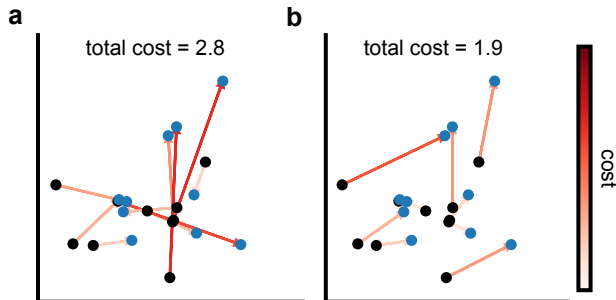 a
total cost = 2.8
b
total cost = 1.9
cost